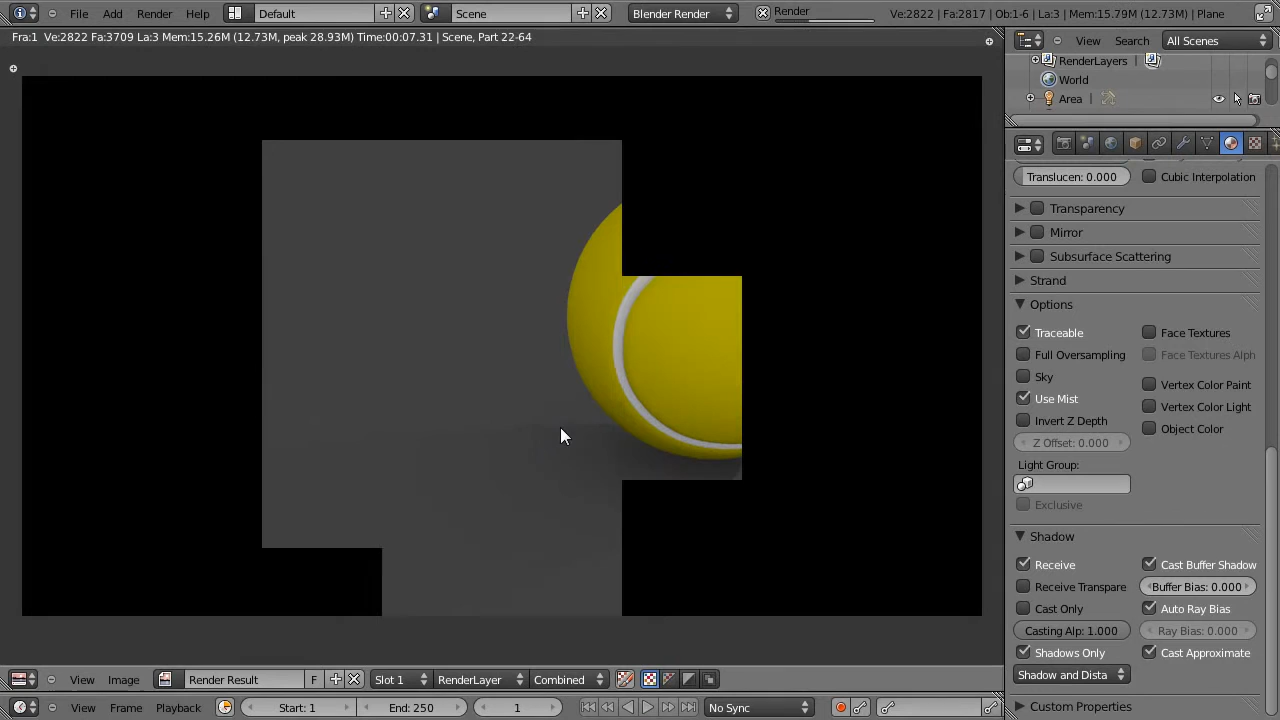 File Add Render Window Help Default Scene Blender Render Render Ve:2822 | Fa:2817 | Ob:1-6 | La:3 | Mem:15.79M (12.73M) | Plane
Fra:1 Ve:2822 Fa:3709 La:3 Mem:15.26M (12.73M, peak 28.93M) Time:00:07.31 | Scene, Part 22-64
View Search All Scenes
RenderLayers |
World
Area |
Translucen: 0.000 Cubic Interpolation
Transparency
Mirror
Subsurface Scattering
Strand
Options
Traceable Face Textures
Full Oversampling Face Textures Alph
Sky Vertex Color Paint
Use Mist Vertex Color Light
Invert Z Depth Object Color
Z Offset: 0.000
Light Group:
Exclusive
Shadow
Receive Cast Buffer Shadow
Receive Transpare Buffer Bias: 0.000
Cast Only Auto Ray Bias
Casting Alp: 1.000 Ray Bias: 0.000
Shadows Only Cast Approximate
Shadow and Dista
Custom Properties
View Image Render Result F Slot 1 RenderLayer Combined
View Frame Playback Start: 1 End: 250 1 No Sync